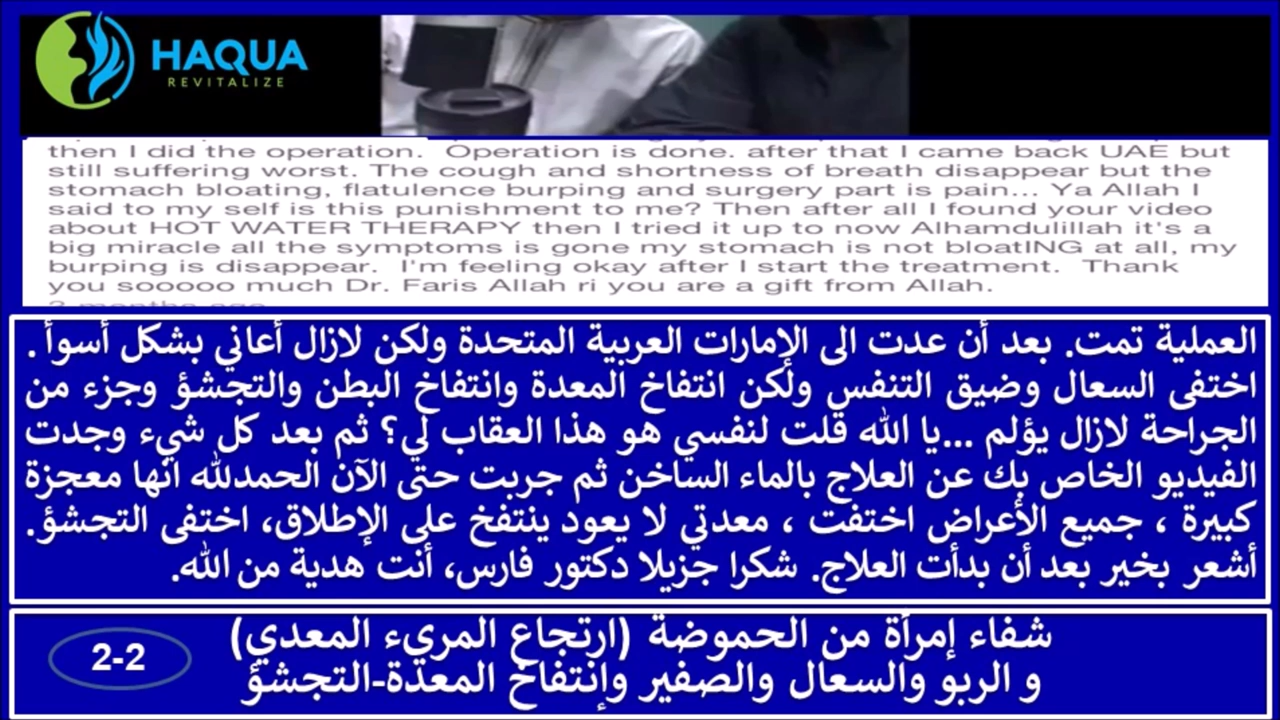 HAQUA
REVITALIZE
then I did the operation. Operation is done. after that I came back UAE but
still suffering worst. The cough and shortness of breath disappear but the
stomach bloating, flatulence burping and surgery part is pain... Ya Allah I
said to my self is this punishment to me? Then after all I found your video
about HOT WATER THERAPY then I tried it up to now Alhamdulillah it's a
big miracle all the symptoms is gone my stomach is not bloatING at all, my
burping is disappear. I'm feeling okay after I start the treatment. Thank
you sooooo much Dr. Faris Allah ri you are a gift from Allah.
العملية تمت. بعد أن عدت الى الإمارات العربية المتحدة ولكن لازال أعاني بشكل أسوأ .
اختفى السعال وضيق التنفس ولكن انتفاخ المعدة وانتفاخ البطن والتجشؤ وجزء من
الجراحة لازال يؤلم ...يا الله قلت لنفسي هو هذا العقاب لي؟ ثم بعد كل شيء وجدت
الفيديو الخاص بك عن العلاج بالماء الساخن ثم جربت حتى الآن الحمدلله انها معجزة
كبيرة ، جميع الأعراض اختفت ، معدتي لا يعود ينتفخ على الإطلاق، اختفى التجشؤ.
أشعر بخير بعد أن بدأت العلاج. شكرا جزيلا دكتور فارس، أنت هدية من الله.
شفاء إمرأة من الحموضة (ارتجاع المريء المعدي)
و الربو والسعال والصفير وإنتفاخ المعدة-التجشؤ
2-2